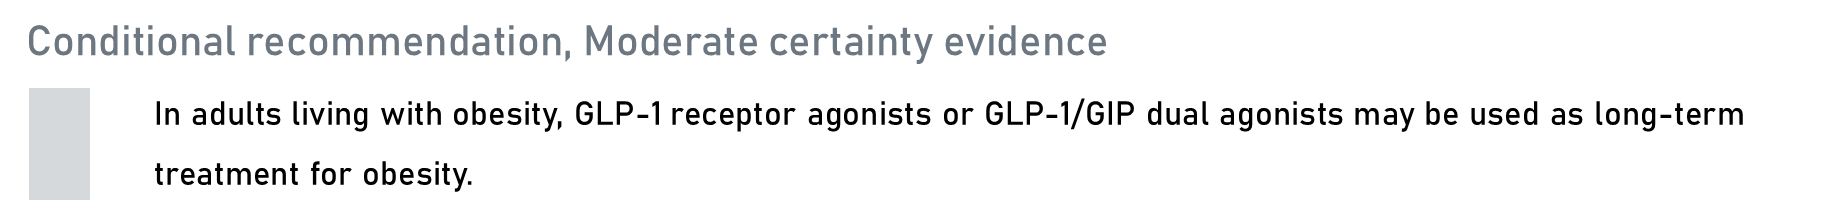 Conditional recommendation, Moderate certainty evidence
In adults living with obesity, GLP-1 receptor agonists or GLP-1/GIP dual agonists may be used as long-term
treatment for obesity.